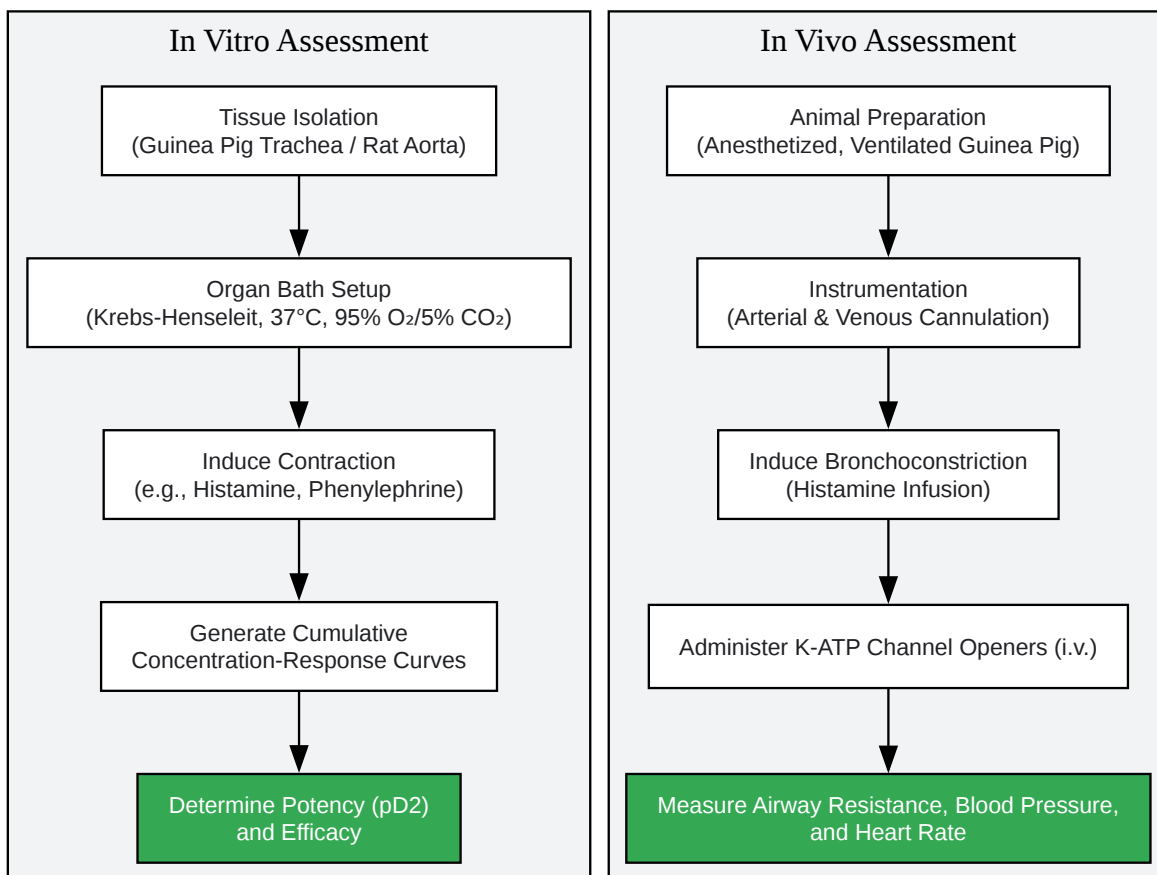 In Vitro Assessment
Tissue Isolation
(Guinea Pig Trachea / Rat Aorta)
Organ Bath Setup
(Krebs-Henseleit, 37°C, 95% O₂/5% CO₂)
Induce Contraction
(e.g., Histamine, Phenylephrine)
Generate Cumulative
Concentration-Response Curves
Determine Potency (pD2)
and Efficacy
In Vivo Assessment
Animal Preparation
(Anesthetized, Ventilated Guinea Pig)
Instrumentation
(Arterial & Venous Cannulation)
Induce Bronchoconstriction
(Histamine Infusion)
Administer K-ATP Channel Openers (i.v.)
Measure Airway Resistance, Blood Pressure,
and Heart Rate